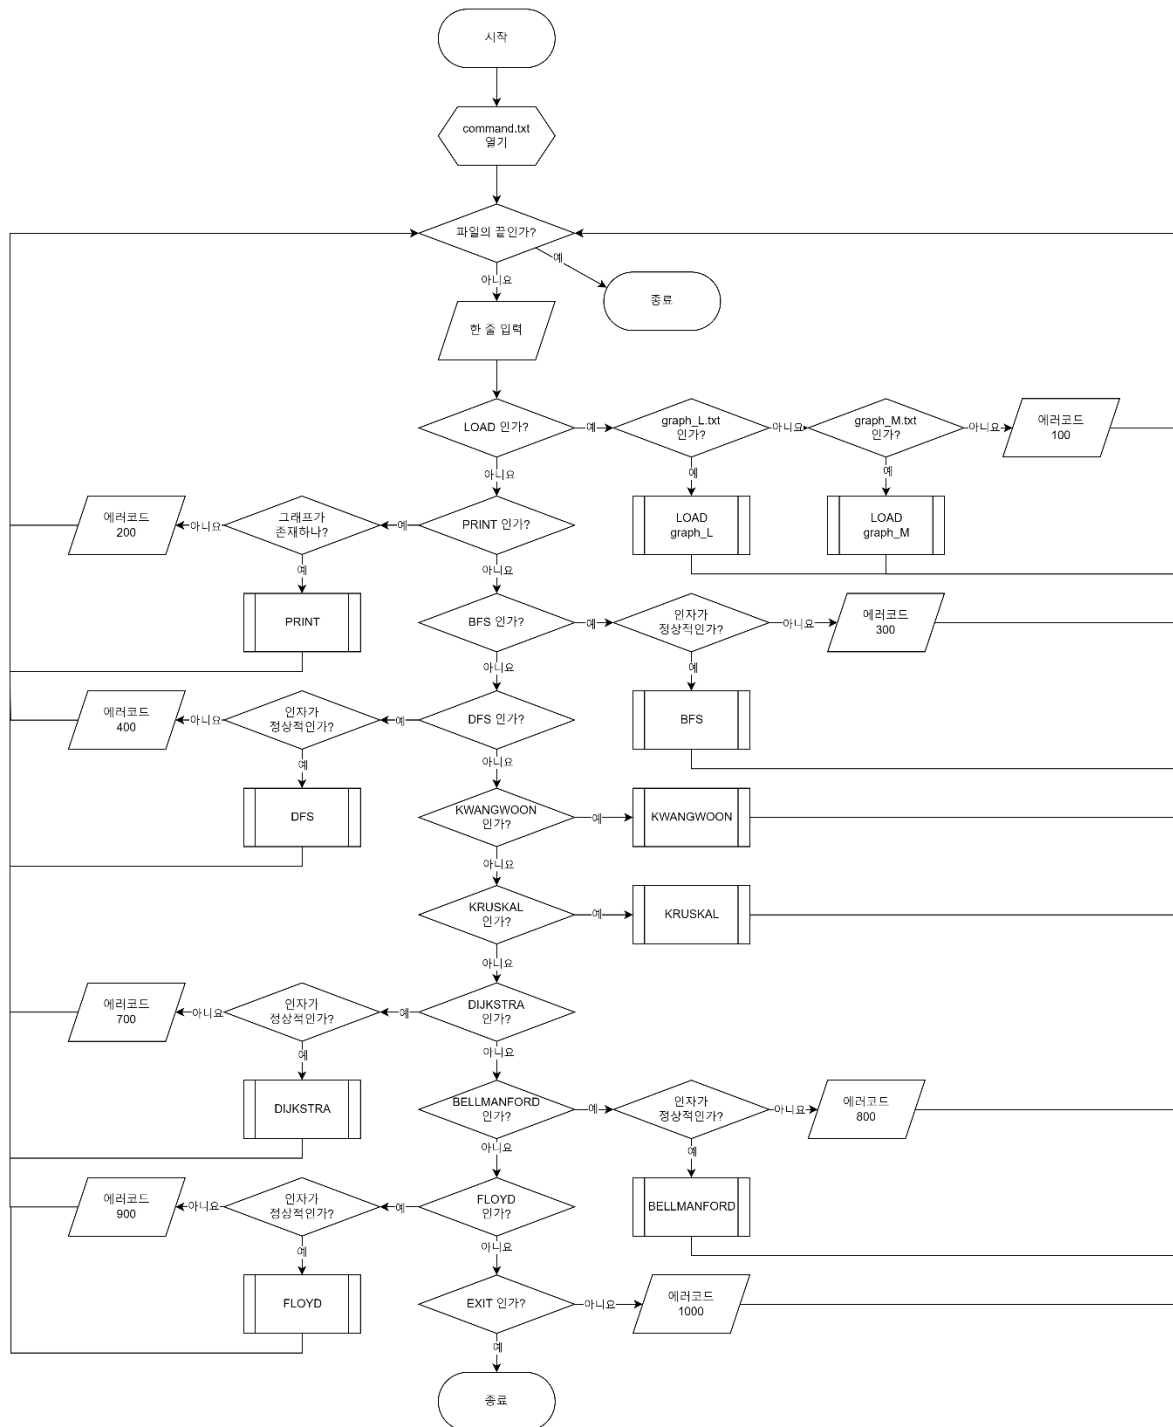 시작
command.txt
열기
파일의 끝인가?
예
아니요
종료
한 줄 입력
LOAD 인가?
예
graph_L.txt
인가?
아니요
graph_M.txt
인가?
아니요
에러코드
100
아니요
예
예
에러코드
200
아니요
그래프가
존재하나?
예
PRINT 인가?
LOAD
graph_L
LOAD
graph_M
예
아니요
PRINT
BFS 인가?
예
인자가
정상적인가?
아니요
에러코드
300
아니요
예
에러코드
400
아니요
인자가
정상적인가?
예
DFS 인가?
BFS
예
아니요
DFS
KWANGWOON
인가?
예
KWANGWOON
아니요
KRUSKAL
인가?
예
KRUSKAL
아니요
에러코드
700
아니요
인자가
정상적인가?
예
DIJKSTRA
인가?
예
아니요
DIJKSTRA
BELLMANFORD
인가?
예
인자가
정상적인가?
아니요
에러코드
800
아니요
예
에러코드
900
아니요
인자가
정상적인가?
예
FLOYD
인가?
BELLMANFORD
예
아니요
FLOYD
EXIT 인가?
아니요
에러코드
1000
예
종료